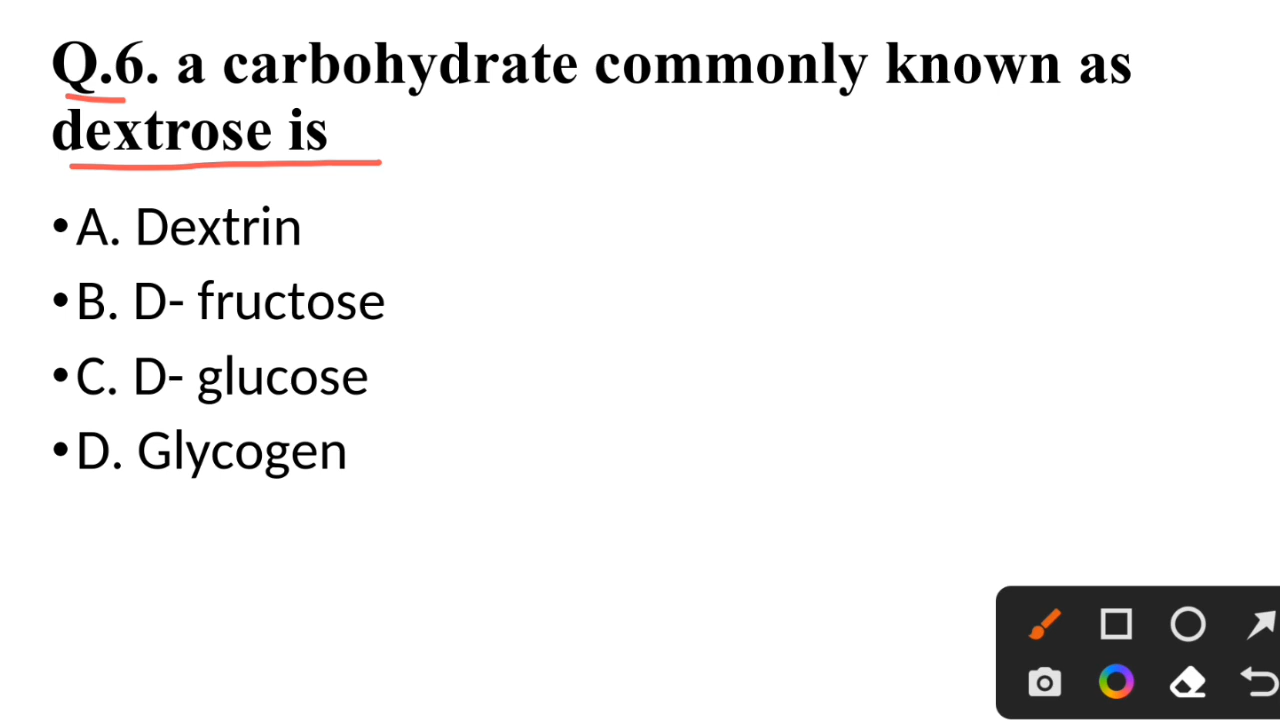 Q.6. a carbohydrate commonly known as
dextrose is
•A. Dextrin
•B. D- fructose
•C. D- glucose
•D. Glycogen